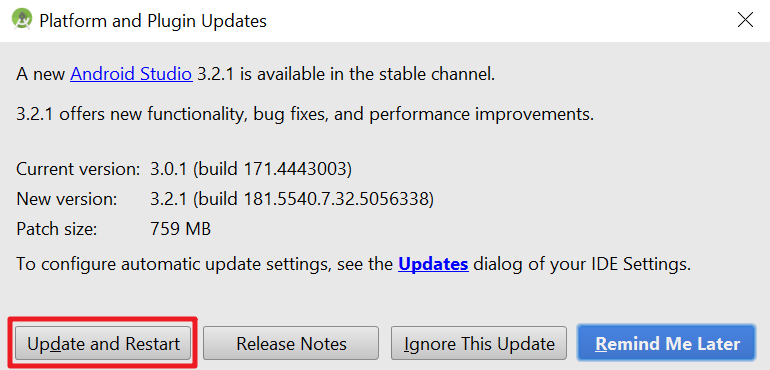 Platform and Plugin Updates
A new Android Studio 3.2.1 is available in the stable channel.
3.2.1 offers new functionality, bug fixes, and performance improvements.
Current version: 3.0.1 (build 171.4443003)
New version: 3.2.1 (build 181.5540.7.32.5056338)
Patch size: 759 MB
To configure automatic update settings, see the Updates dialog of your IDE Settings.
Update and Restart Release Notes Ignore This Update Remind Me Later